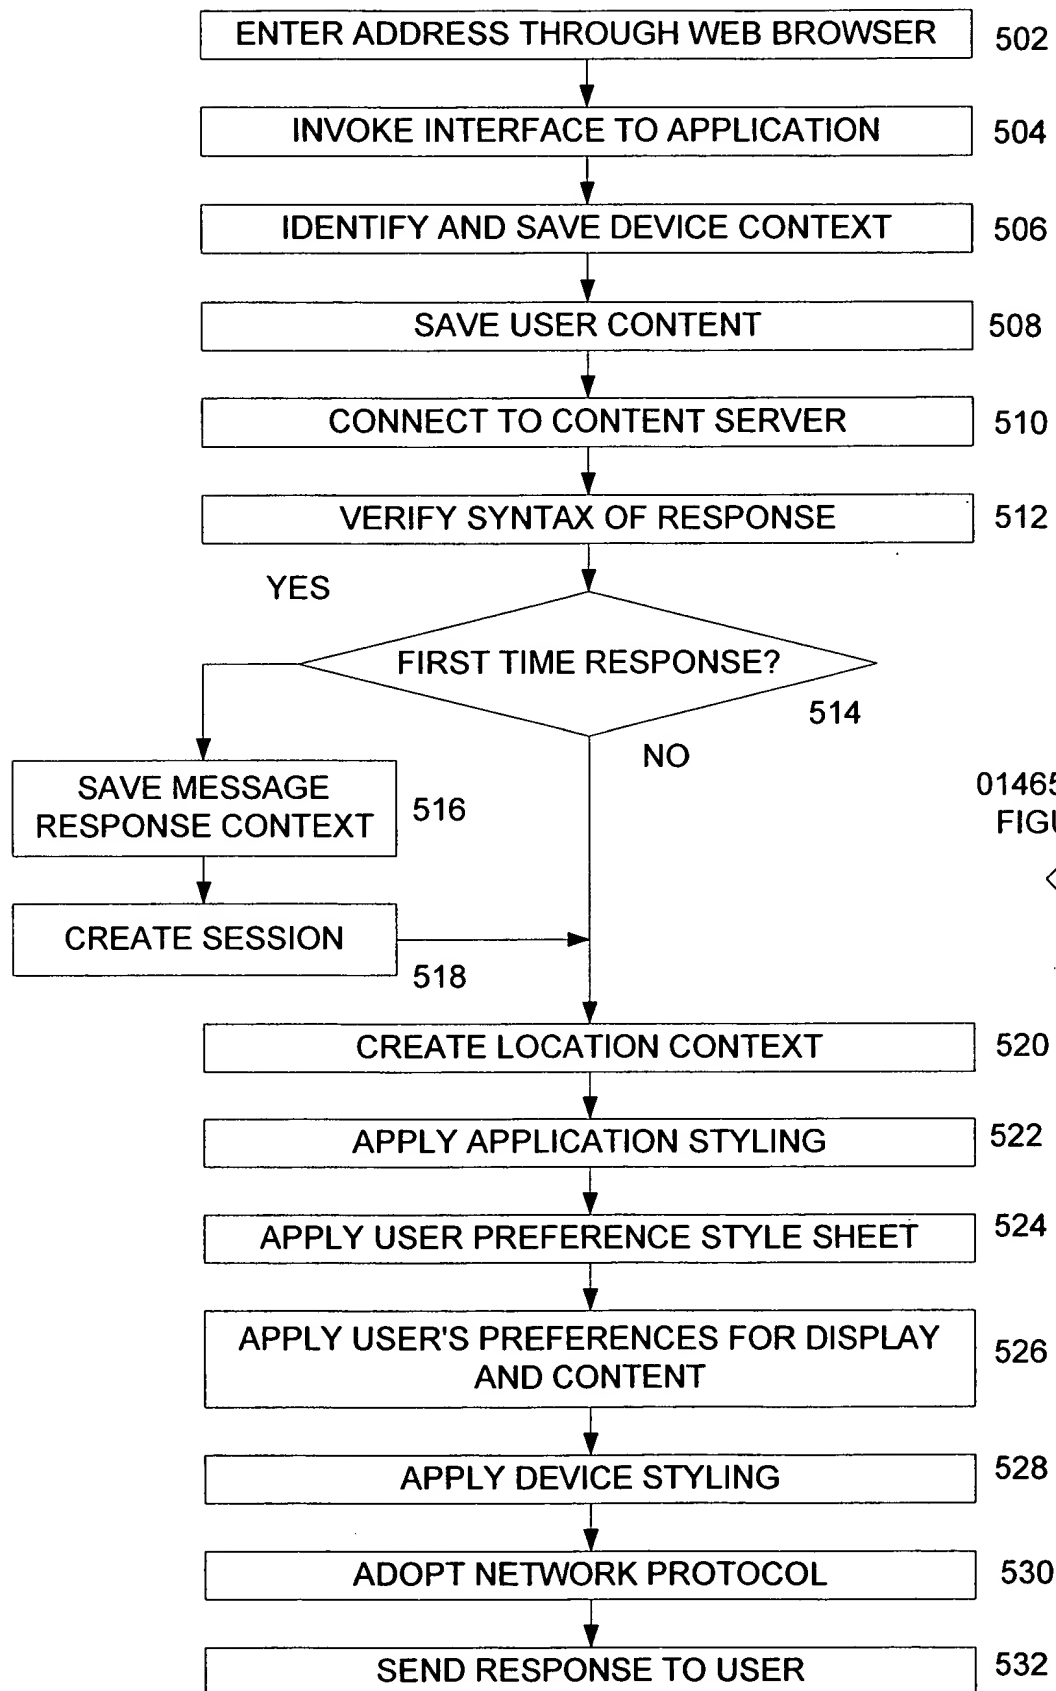 ENTER ADDRESS THROUGH WEB BROWSER 502
INVOKE INTERFACE TO APPLICATION 504
IDENTIFY AND SAVE DEVICE CONTEXT 506
SAVE USER CONTENT 508
CONNECT TO CONTENT SERVER 510
VERIFY SYNTAX OF RESPONSE 512
YES
FIRST TIME RESPONSE?
514
NO
SAVE MESSAGE
RESPONSE CONTEXT
516
01465
FIGU
CREATE SESSION
518
CREATE LOCATION CONTEXT 520
APPLY APPLICATION STYLING 522
APPLY USER PREFERENCE STYLE SHEET 524
APPLY USER'S PREFERENCES FOR DISPLAY
AND CONTENT
526
APPLY DEVICE STYLING 528
ADOPT NETWORK PROTOCOL 530
SEND RESPONSE TO USER 532